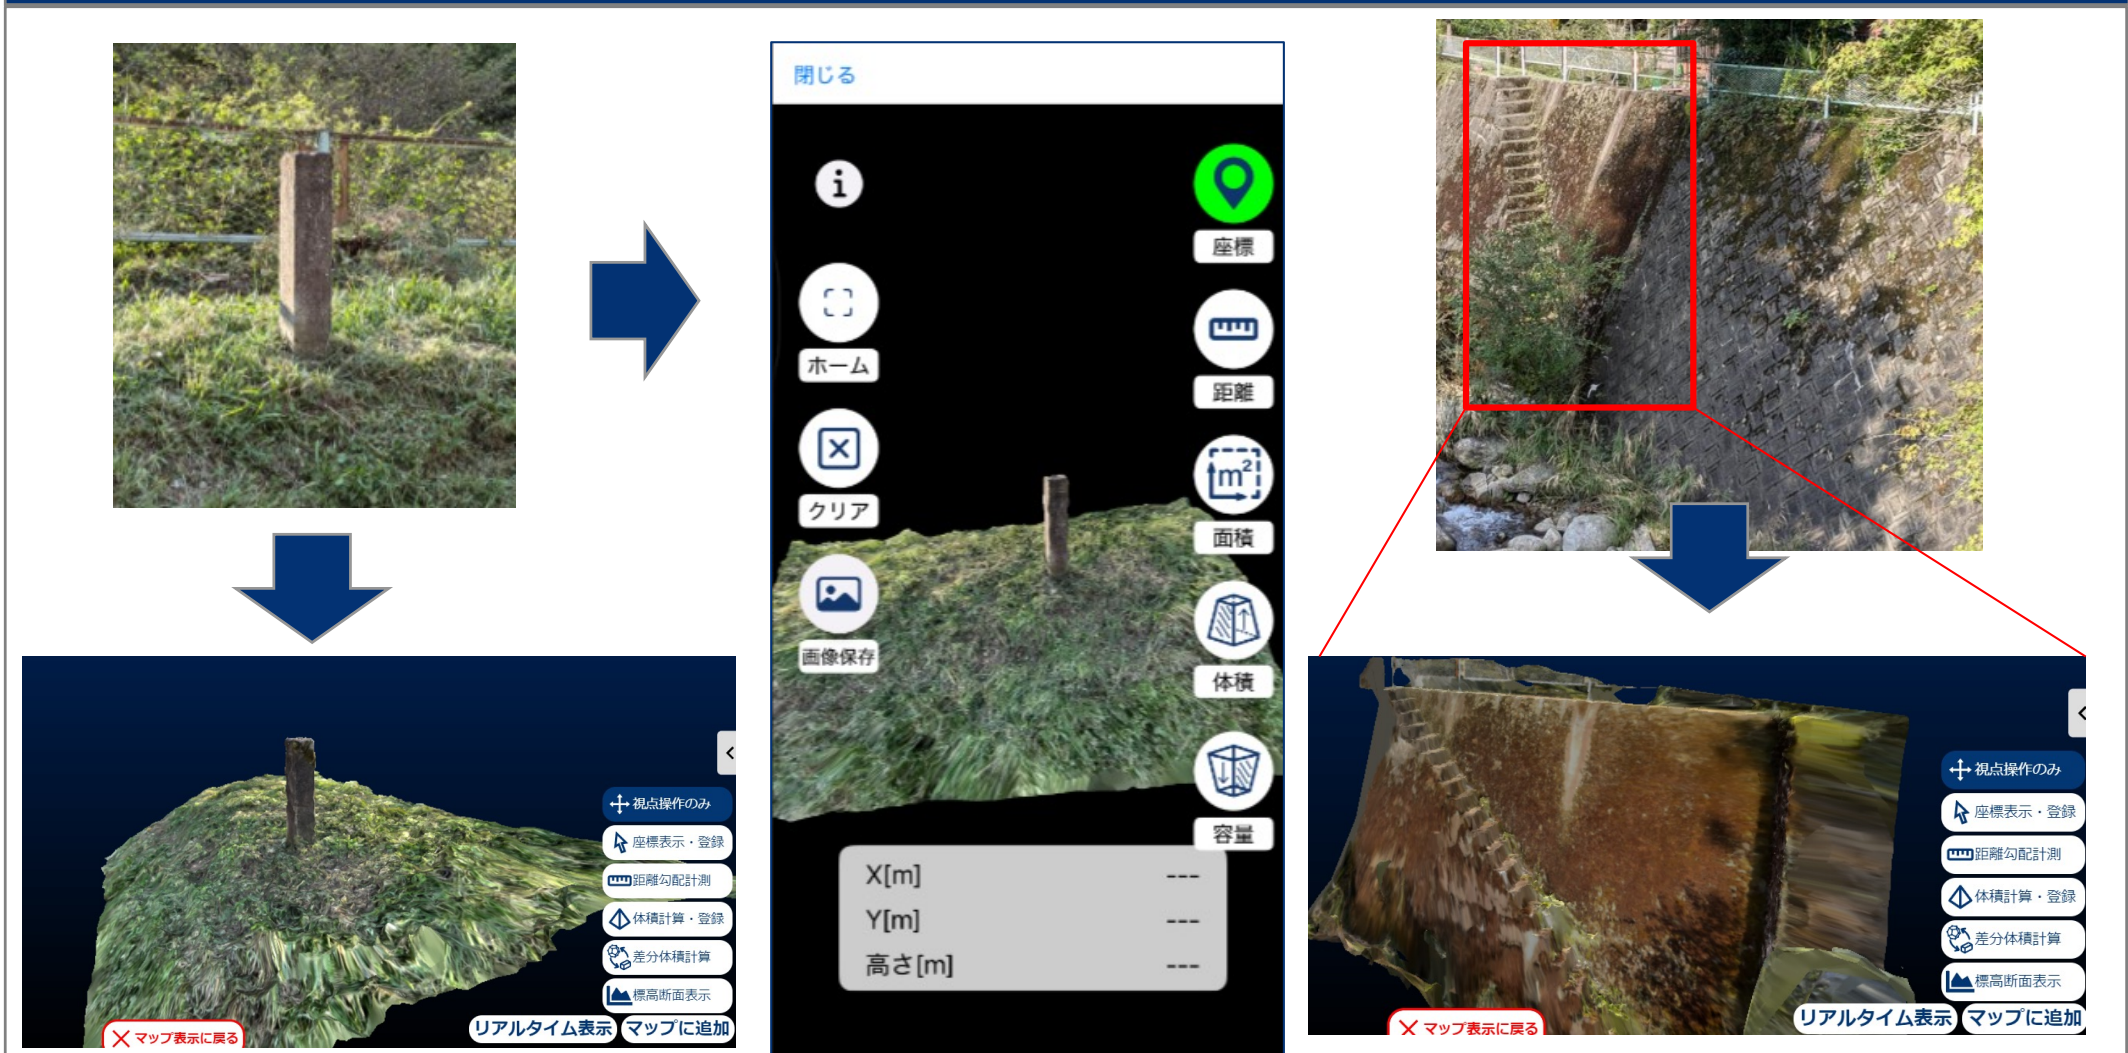 閉じる
座標
ホーム
距離
クリア
m²
面積
画像保存
体積
容量
X[m] ---
Y[m] ---
高さ[m] ---
視点操作のみ
座標表示・登録
距離勾配計測
体積計算・登録
差分体積計算
標高断面表示
リアルタイム表示
マップに追加
マップ表示に戻る
視点操作のみ
座標表示・登録
距離勾配計測
体積計算・登録
差分体積計算
標高断面表示
リアルタイム表示
マップに追加
マップ表示に戻る